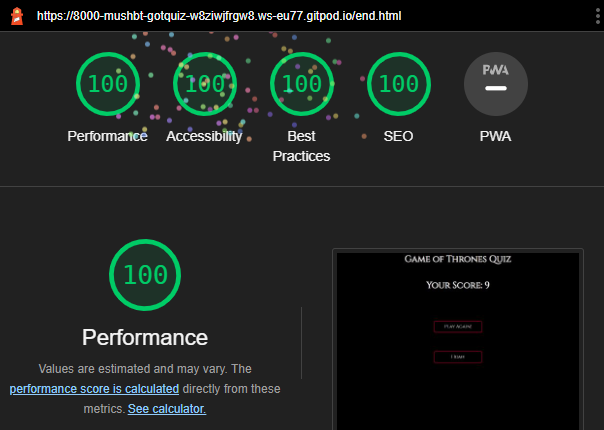 https://8000-mushbt-gotquiz-w8ziwjfrgw8.ws-eu77.gitpod.io/end.html
100 100 100 100 PWA
Performance Accessibility Best Practices SEO PWA
100
Performance
Values are estimated and may vary. The
performance score is calculated directly from these
metrics. See calculator.
Game of Thrones Quiz
Your Score: 9
Play Again!
Home